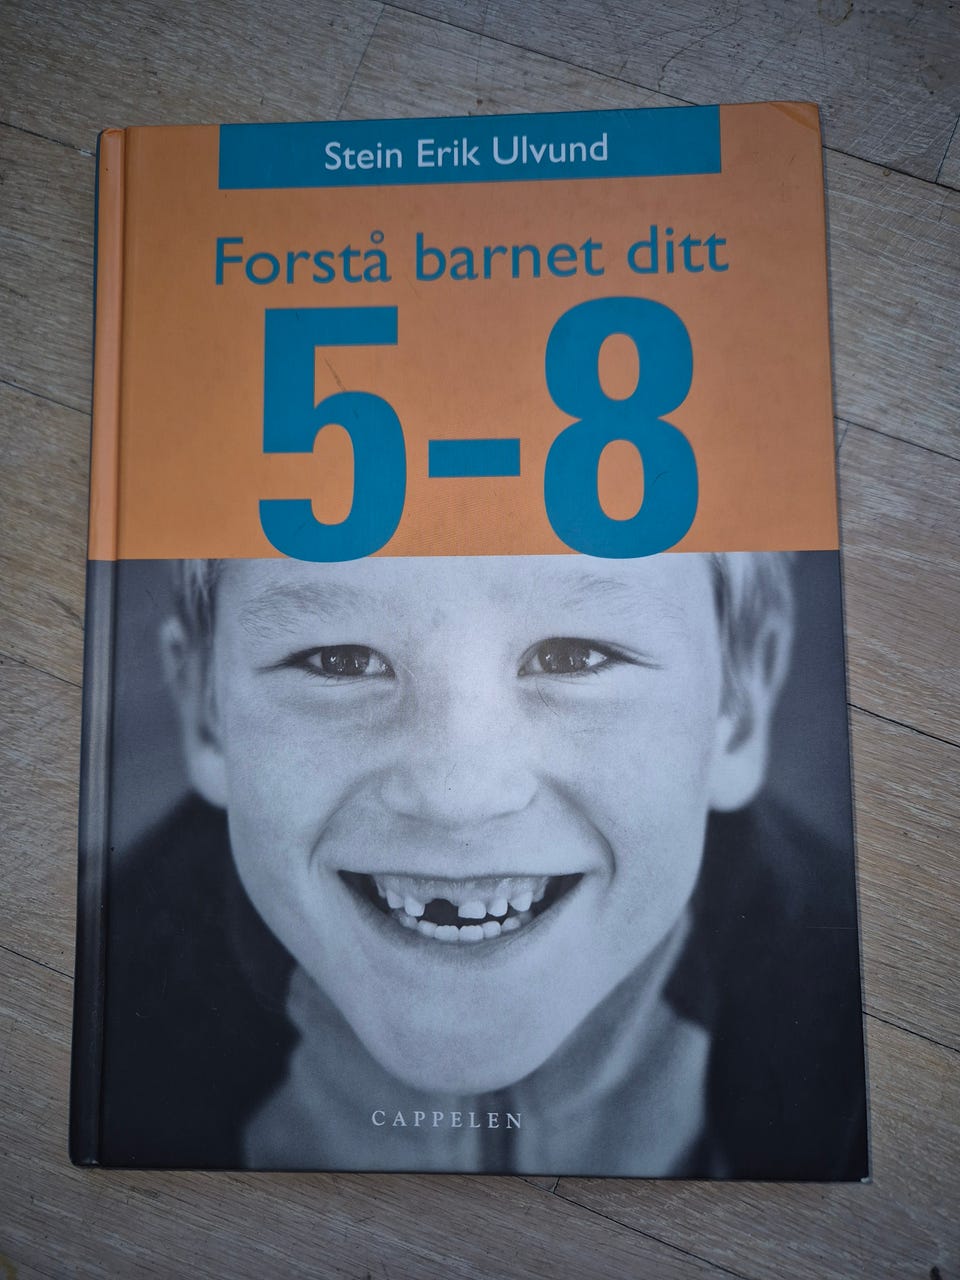 Stein Erik Ulvund
Forstå barnet ditt
5-8
CAPPELEN